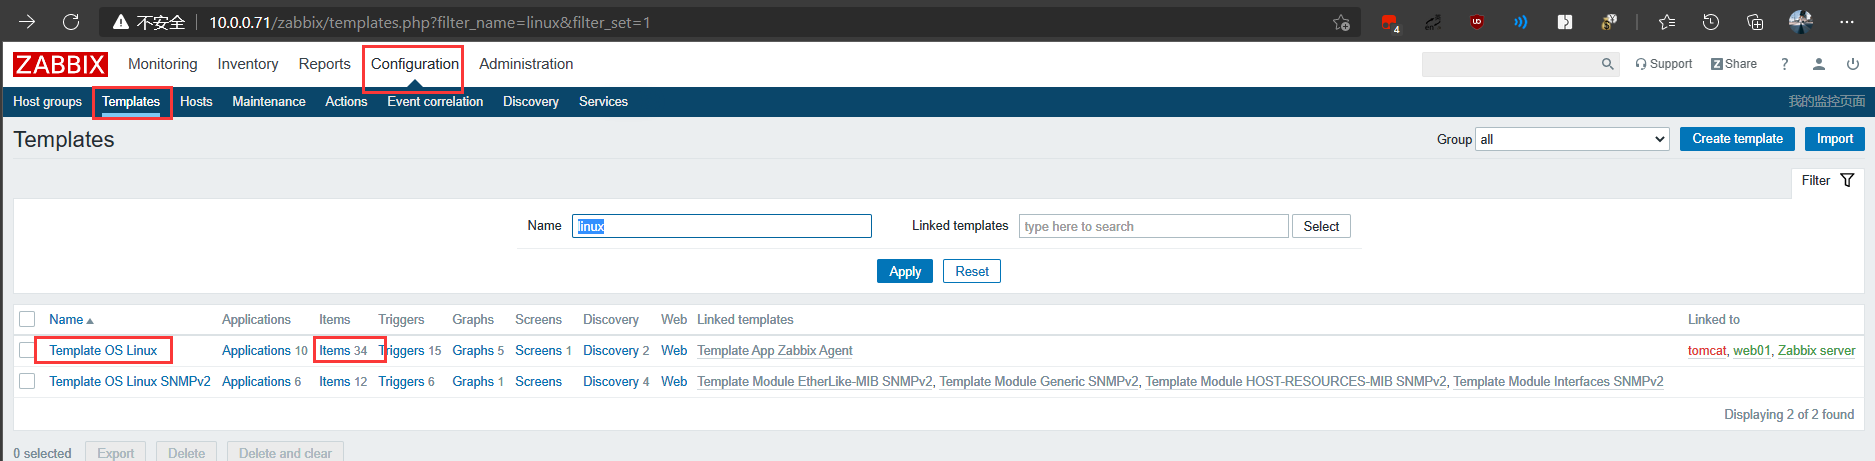 不安全 10.0.0.71/zabbix/templates.php?filter_name=linux&filter_set=1
4
ZABBIX Monitoring Inventory Reports Configuration Administration Support Z Share ?
Host groups Templates Hosts Maintenance Actions Event correlation Discovery Services 我的监控页面
Templates Group all Create template Import
Filter
Name linux Linked templates type here to search Select
Apply Reset
Name Applications Items Triggers Graphs Screens Discovery Web Linked templates Linked to
Template OS Linux Applications 10 Items 34 Triggers 15 Graphs 5 Screens 1 Discovery 2 Web Template App Zabbix Agent tomcat, web01, Zabbix server
Template OS Linux SNMPv2 Applications 6 Items 12 Triggers 6 Graphs 1 Screens Discovery 4 Web Template Module EtherLike-MIB SNMPv2, Template Module Generic SNMPv2, Template Module HOST-RESOURCES-MIB SNMPv2, Template Module Interfaces SNMPv2
Displaying 2 of 2 found
0 selected Export Delete Delete and clear